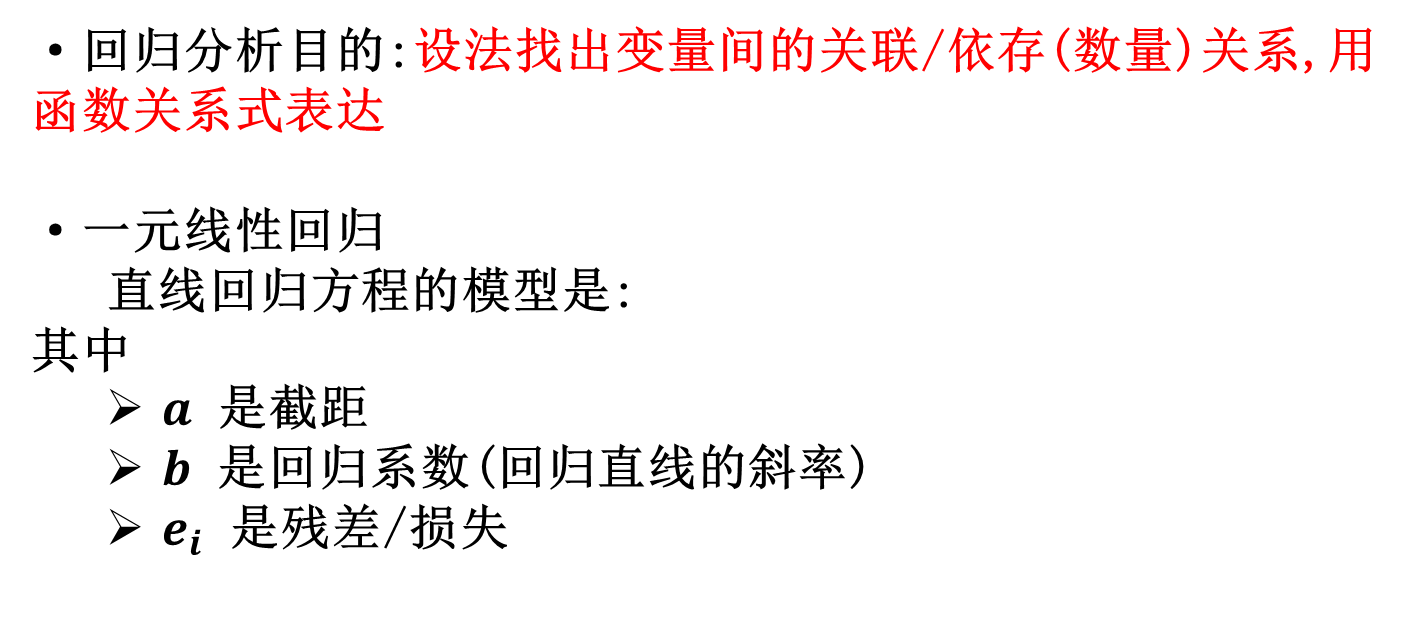 • 回归分析目的:设法找出变量间的关联/依存(数量)关系,用
函数关系式表达
• 一元线性回归
直线回归方程的模型是:
其中
➢ a 是截距
➢ b 是回归系数(回归直线的斜率)
➢ eᵢ 是残差/损失